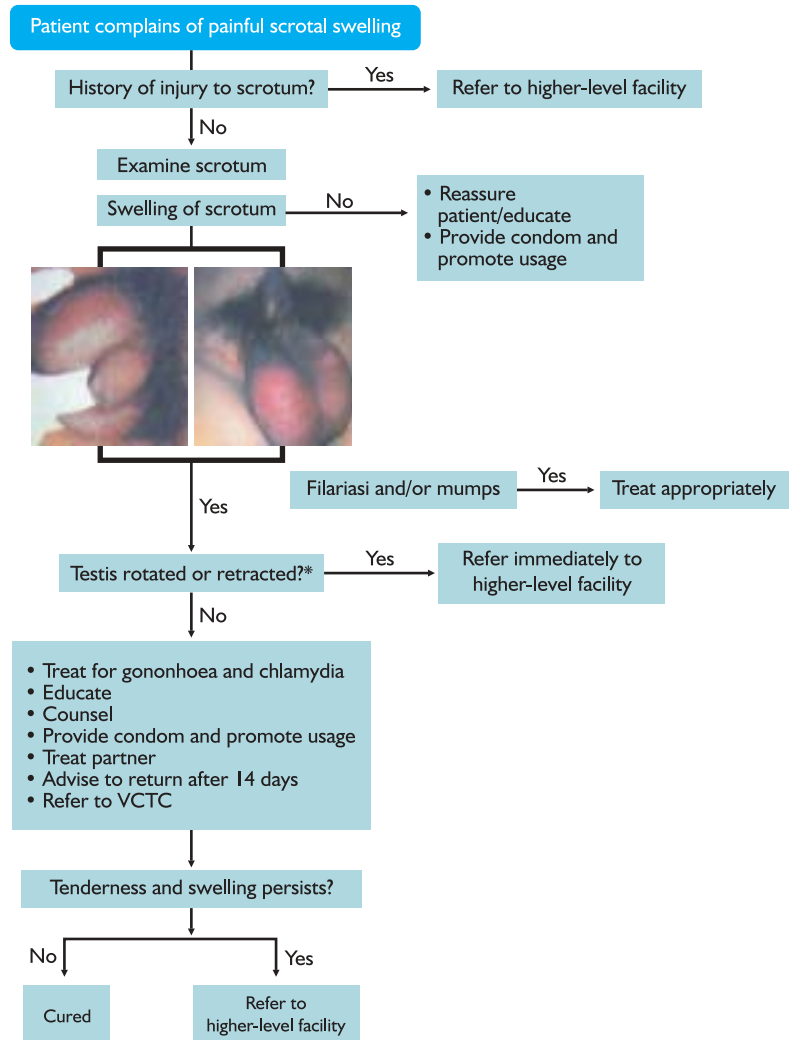 Patient complains of painful scrotal swelling
History of injury to scrotum?
Yes
Refer to higher-level facility
No
Examine scrotum
Swelling of scrotum
No
• Reassure
patient/educate
• Provide condom and
promote usage
Filariasi and/or mumps
Yes
Treat appropriately
Yes
Testis rotated or retracted?*
Yes
Refer immediately to
higher-level facility
No
• Treat for gononhoea and chlamydia
• Educate
• Counsel
• Provide condom and promote usage
• Treat partner
• Advise to return after 14 days
• Refer to VCTC
Tenderness and swelling persists?
No
Yes
Cured
Refer to
higher-level facility